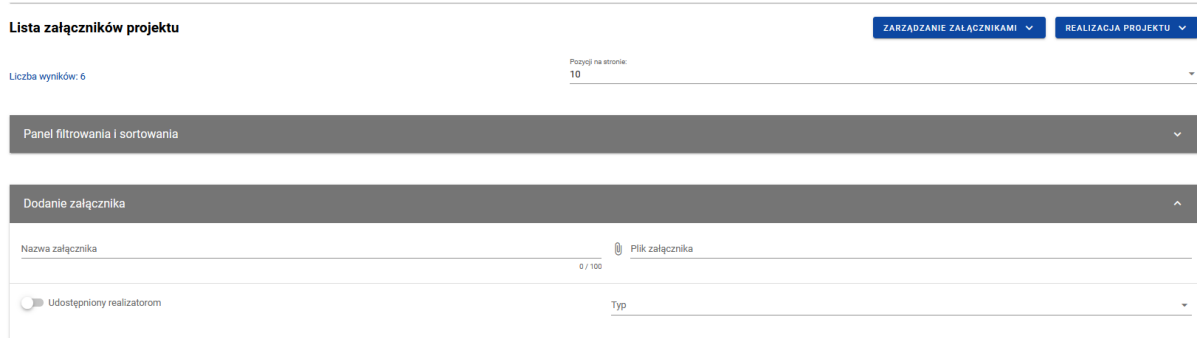 Lista załączników projektu
ZARZĄDZANIE ZAŁĄCZNIKAMI
REALIZACJA PROJEKTU
Liczba wyników: 6
Pozycji na stronie:
10
Panel filtrowania i sortowania
Dodanie załącznika
Nazwa załącznika
0 / 100
Plik załącznika
Udostępniony realizatorom
Typ